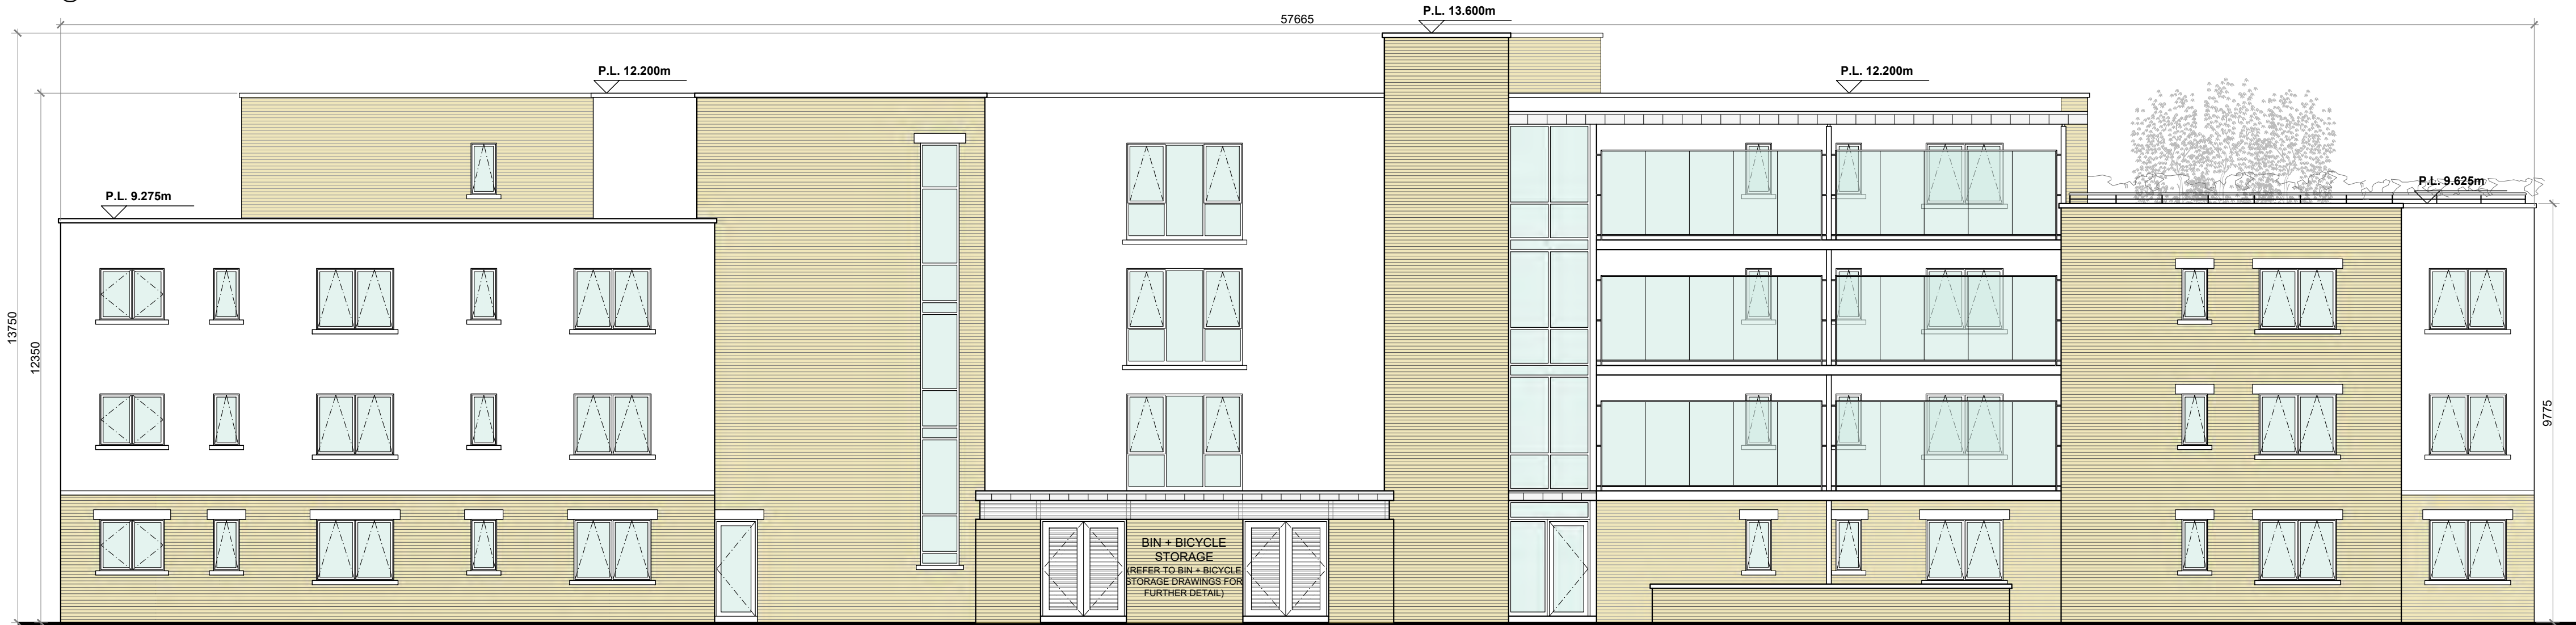 57665
P.L. 13.600m
P.L. 12.200m
P.L. 12.200m
P.L. 9.275m
P.L. 9.625m
13750
12350
9775
BIN + BICYCLE
STORAGE
(REFER TO BIN + BICYCLE
STORAGE DRAWINGS FOR
FURTHER DETAIL)